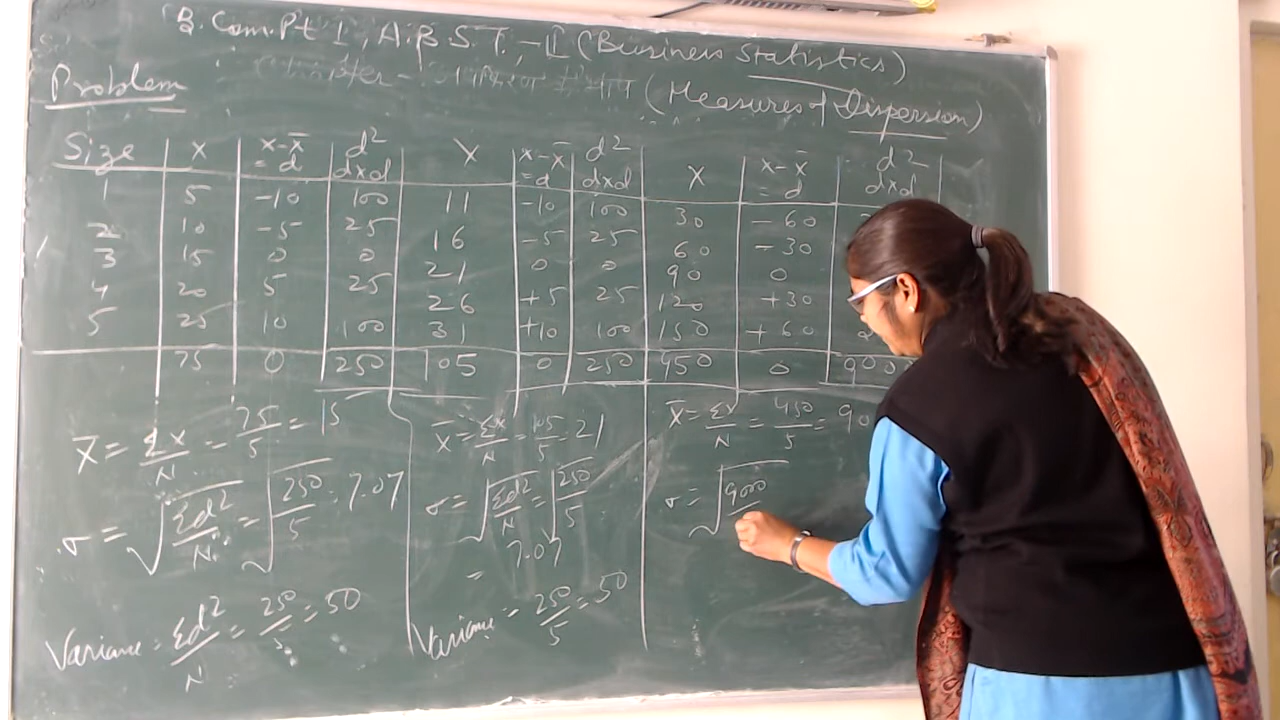 B. Com. Pt I, A.B.S.T. - II (Business Statistics)
Problem
(Measures of Dispersion)
Size X x-x̄ = d d² dxd X x-x̄ = d d² dxd X x-x̄ = d d² dxd
1 5 -10 100 11 -10 100 30 -60
2 10 -5 25 16 -5 25 60 -30
3 15 0 0 21 0 0 90 0
4 20 5 25 26 +5 25 120 +30
5 25 10 100 31 +10 100 150 +60
75 0 250 105 0 250 450 0 900
x̄ = Σx/N = 75/5 = 15
σ = √Σd²/N = √250/5 = 7.07
Variance = Σd²/N = 250/5 = 50
x̄ = Σx/N = 105/5 = 21
σ = √Σd²/N = √250/5
= 7.07
Variance = 250/5 = 50
x̄ = Σx/N = 450/5 = 90
σ = √9000